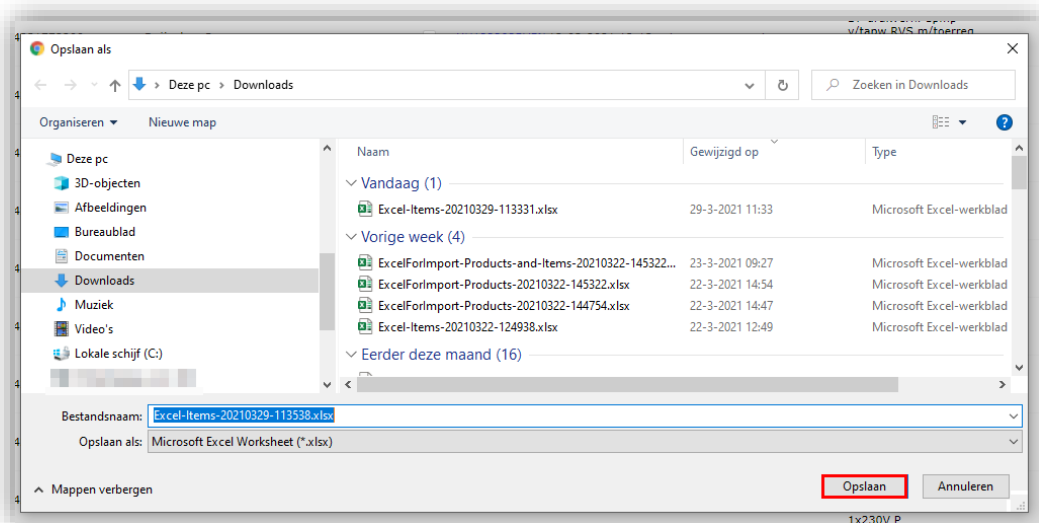 v/tapw RVS m/toerreg
Opslaan als
Deze pc > Downloads
Zoeken in Downloads
Organiseren Nieuwe map
Naam Gewijzigd op Type
Deze pc
3D-objecten
Afbeeldingen
Bureaublad
Documenten
Downloads
Muziek
Video's
Lokale schijf (C:)
Vandaag (1)
Excel-Items-20210329-113331.xlsx 29-3-2021 11:33 Microsoft Excel-werkblad
Vorige week (4)
ExcelForImport-Products-and-Items-20210322-145322... 23-3-2021 09:27 Microsoft Excel-werkblad
ExcelForImport-Products-20210322-145322.xlsx 22-3-2021 14:54 Microsoft Excel-werkblad
ExcelForImport-Products-20210322-144754.xlsx 22-3-2021 14:47 Microsoft Excel-werkblad
Excel-Items-20210322-124938.xlsx 22-3-2021 12:49 Microsoft Excel-werkblad
Eerder deze maand (16)
Bestandsnaam: Excel-Items-20210329-113538.xlsx
Opslaan als: Microsoft Excel Worksheet (*.xlsx)
Mappen verbergen
Opslaan Annuleren
1x230V P